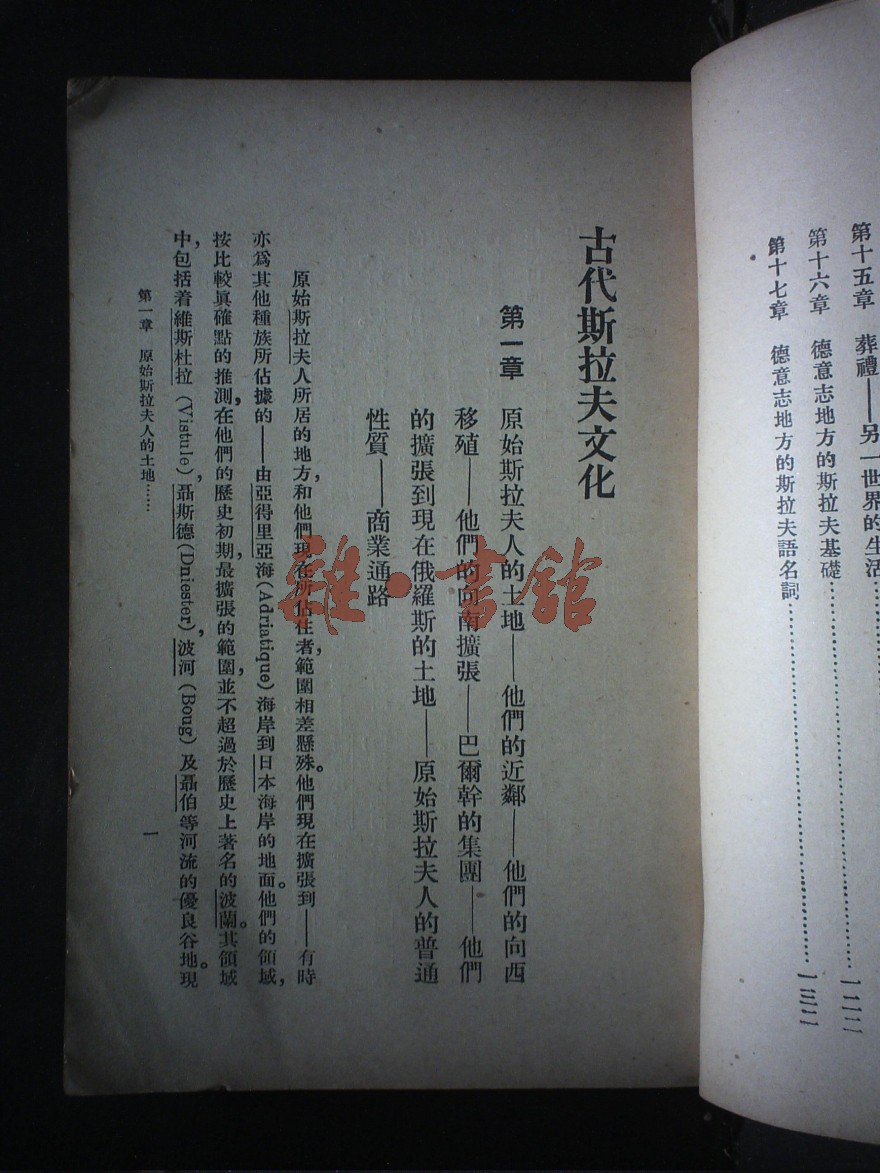 第十五章　葬禮——另一世界的生活……一二二
第十六章　德意志地方的斯拉夫基礎……
第十七章　德意志地方的斯拉夫語名詞……一三二
古代斯拉夫文化
第一章　原始斯拉夫人的土地——他們的近鄰——他們的向西
移殖——他們的向南擴張——巴爾幹的集團——他們
的擴張到現在俄羅斯的土地——原始斯拉夫人的普通
性質——商業通路
原始斯拉夫人所居的地方，和他們現在所佔住者，範圍相差懸殊。他們現在擴張到——有時
亦爲其他種族所佔據的——由亞得里亞海(Adriatique)海岸到日本海岸的地面。他們的領域，
按比較眞確點的推測，在他們的歷史初期，最擴張的範圍，並不超過於歷史上著名的波蘭。其領域
中，包括着維斯杜拉(Vistule)，聶斯德(Dniester)，波河(Boug)及聶伯等河流的優良谷地。現
第一章　原始斯拉夫人的土地……
一
雜·書館